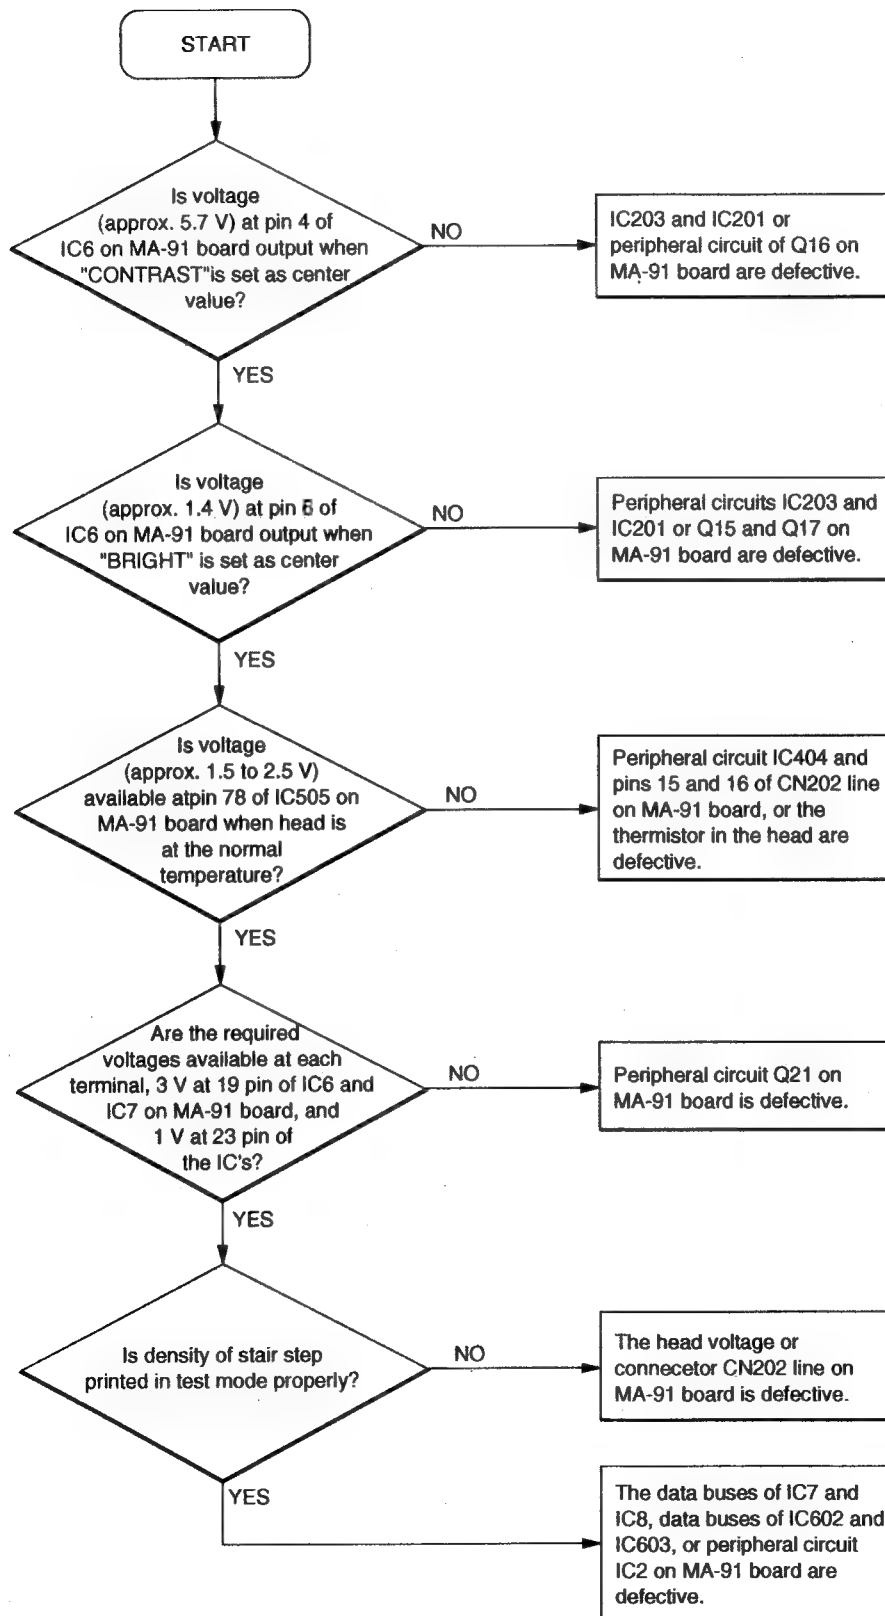 START
Is voltage
(approx. 5.7 V) at pin 4 of
IC6 on MA-91 board output when
"CONTRAST"is set as center
value?
NO
IC203 and IC201 or
peripheral circuit of Q16 on
MA-91 board are defective.
YES
Is voltage
(approx. 1.4 V) at pin of
IC6 on MA-91 board output when
"BRIGHT" is set as center
value?
NO
Peripheral circuits IC203 and
IC201 or Q15 and Q17 on
MA-91 board are defective.
YES
Is voltage
(approx. 1.5 to 2.5 V)
available atpin 78 of IC505 on
MA-91 board when head is
at the normal
temperature?
NO
Peripheral circuit IC404 and
pins 15 and 16 of CN202 line
on MA-91 board, or the
thermistor in the head are
defective.
YES
Are the required
voltages available at each
terminal, 3 V at 19 pin of IC6 and
IC7 on MA-91 board, and
1 V at 23 pin of
the IC's?
NO
Peripheral circuit Q21 on
MA-91 board is defective.
YES
Is density of stair step
printed in test mode properly?
NO
The head voltage or
connecetor CN202 line on
MA-91 board is defective.
YES
The data buses of IC7 and
IC8, data buses of IC602 and
IC603, or peripheral circuit
IC2 on MA-91 board are
defective.